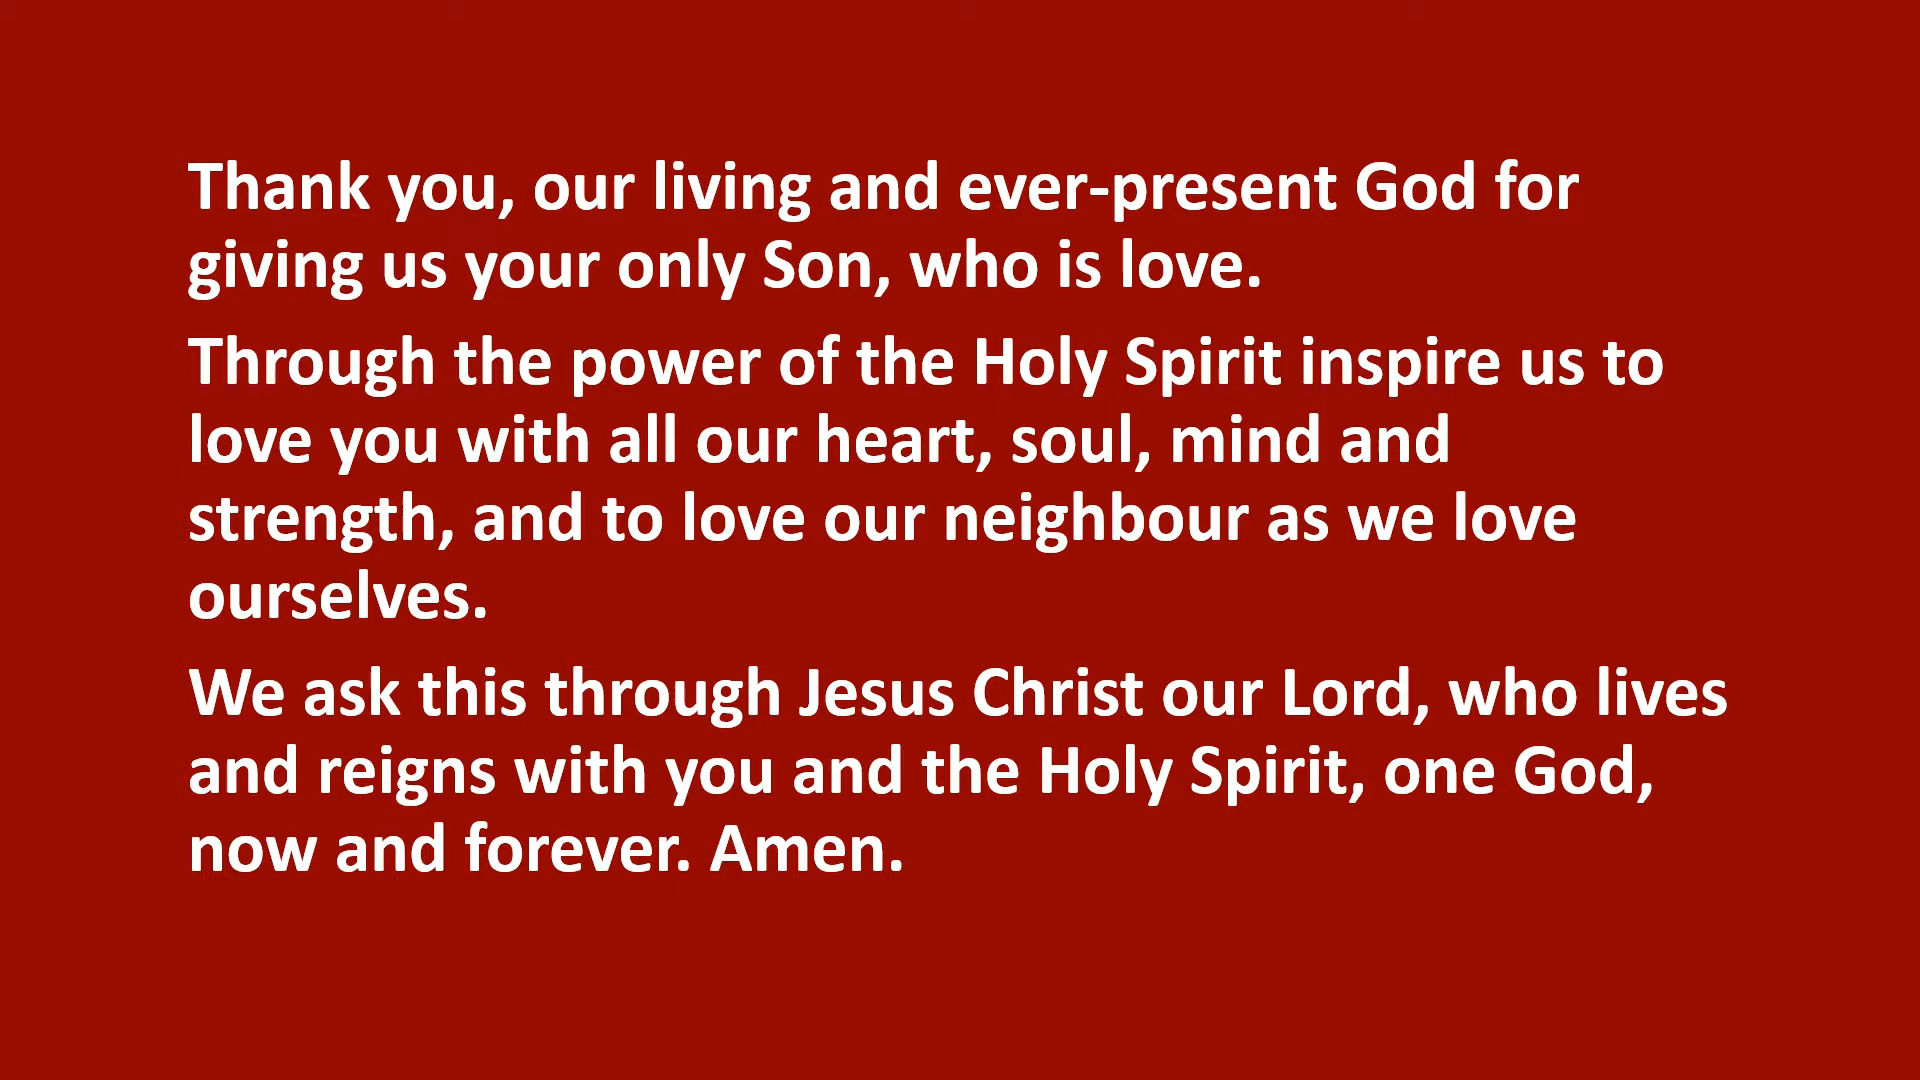 Thank you, our living and ever-present God for
giving us your only Son, who is love.
Through the power of the Holy Spirit inspire us to
love you with all our heart, soul, mind and
strength, and to love our neighbour as we love
ourselves.
We ask this through Jesus Christ our Lord, who lives
and reigns with you and the Holy Spirit, one God,
now and forever. Amen.